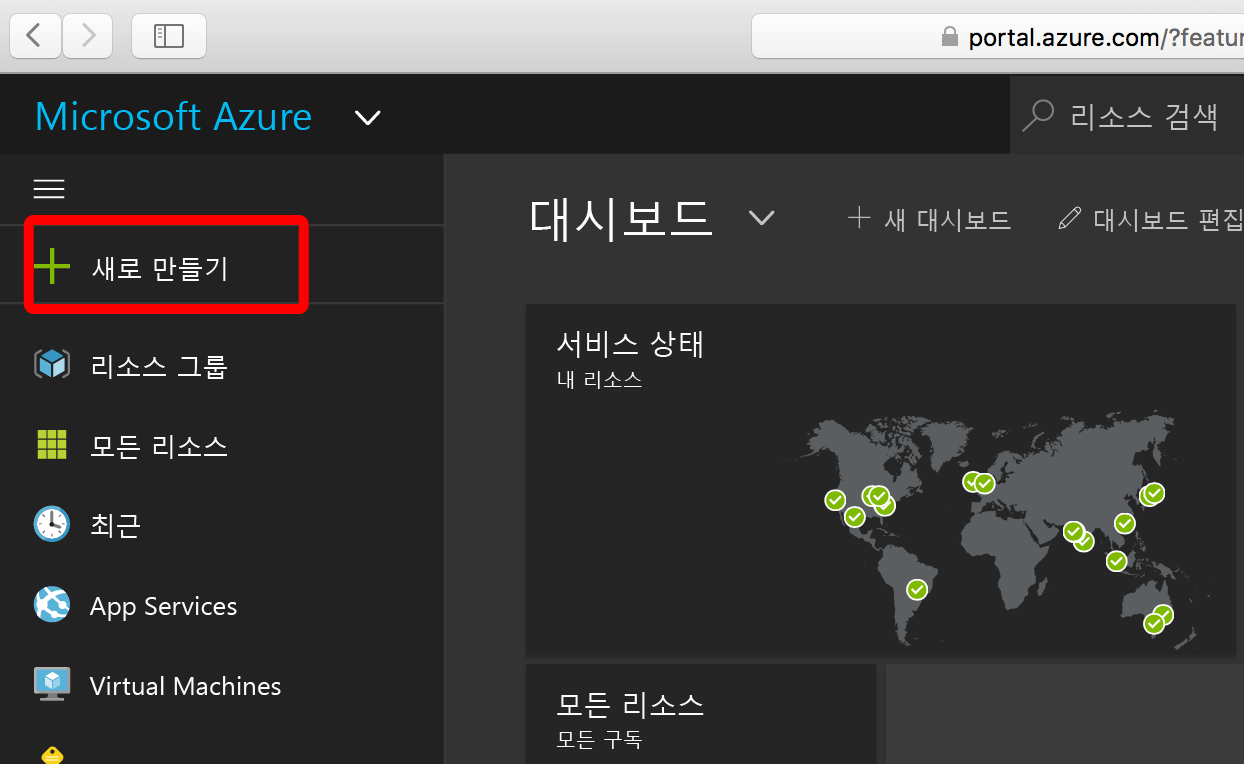 portal.azure.com/?featur
Microsoft Azure
리소스 검색
대시보드
새 대시보드
대시보드 편집
새로 만들기
리소스 그룹
모든 리소스
최근
App Services
Virtual Machines
서비스 상태
내 리소스
모든 리소스
모든 구독